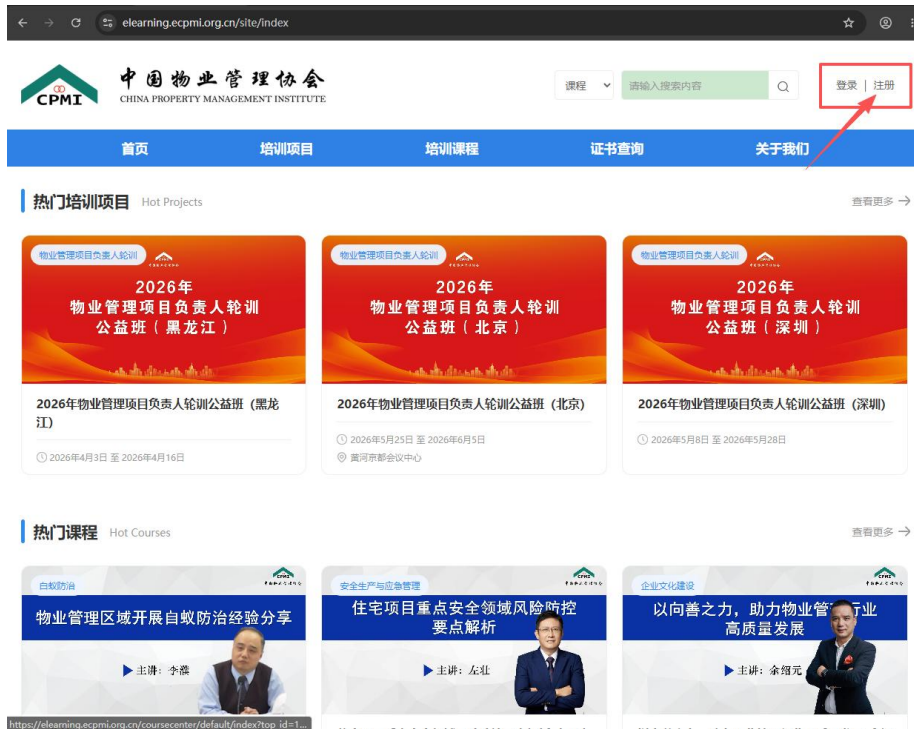 elearning.ecpmi.org.cn/site/index
中国物业管理协会
CHINA PROPERTY MANAGEMENT INSTITUTE
CPMI
课程
请输入搜索内容
登录 | 注册
首页
培训项目
培训课程
证书查询
关于我们
热门培训项目 Hot Projects
查看更多
物业管理项目负责人轮训
2026年
物业管理项目负责人轮训
公益班（黑龙江）
2026年物业管理项目负责人轮训公益班（黑龙
江）
2026年4月3日 至 2026年4月16日
物业管理项目负责人轮训
2026年
物业管理项目负责人轮训
公益班（北京）
2026年物业管理项目负责人轮训公益班（北京）
2026年5月25日 至 2026年6月5日
黄河京都会议中心
物业管理项目负责人轮训
2026年
物业管理项目负责人轮训
公益班（深圳）
2026年物业管理项目负责人轮训公益班（深圳）
2026年5月8日 至 2026年5月28日
热门课程 Hot Courses
查看更多
白蚁防治
物业管理区域开展白蚁防治经验分享
主讲：李濮
安全生产与应急管理
住宅项目重点安全领域风险防控
要点解析
主讲：左壮
企业文化建设
以向善之力，助力物业管理行业
高质量发展
主讲：余绍元
https://elearning.ecpmi.org.cn/coursecenter/default/index?top_id=1...